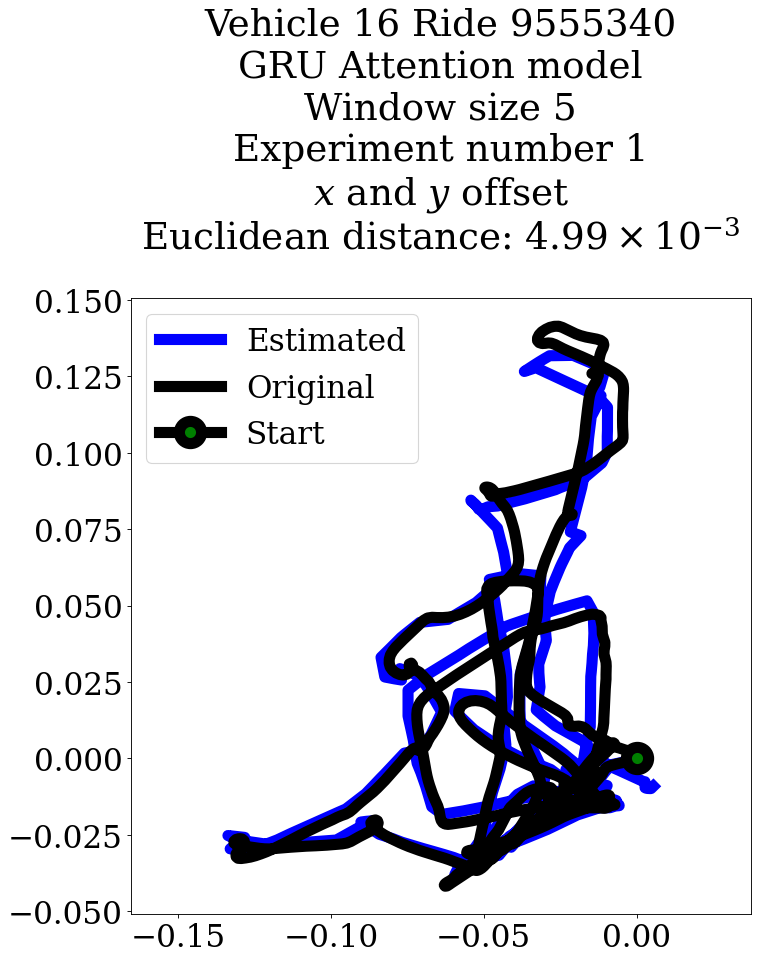 Vehicle 16 Ride 9555340
GRU Attention model
Window size 5
Experiment number 1
x and y offset
Euclidean distance: 4.99 × 10⁻³
Estimated
Original
Start
0.150
0.125
0.100
0.075
0.050
0.025
0.000
−0.025
−0.050
−0.15
−0.10
−0.05
0.00